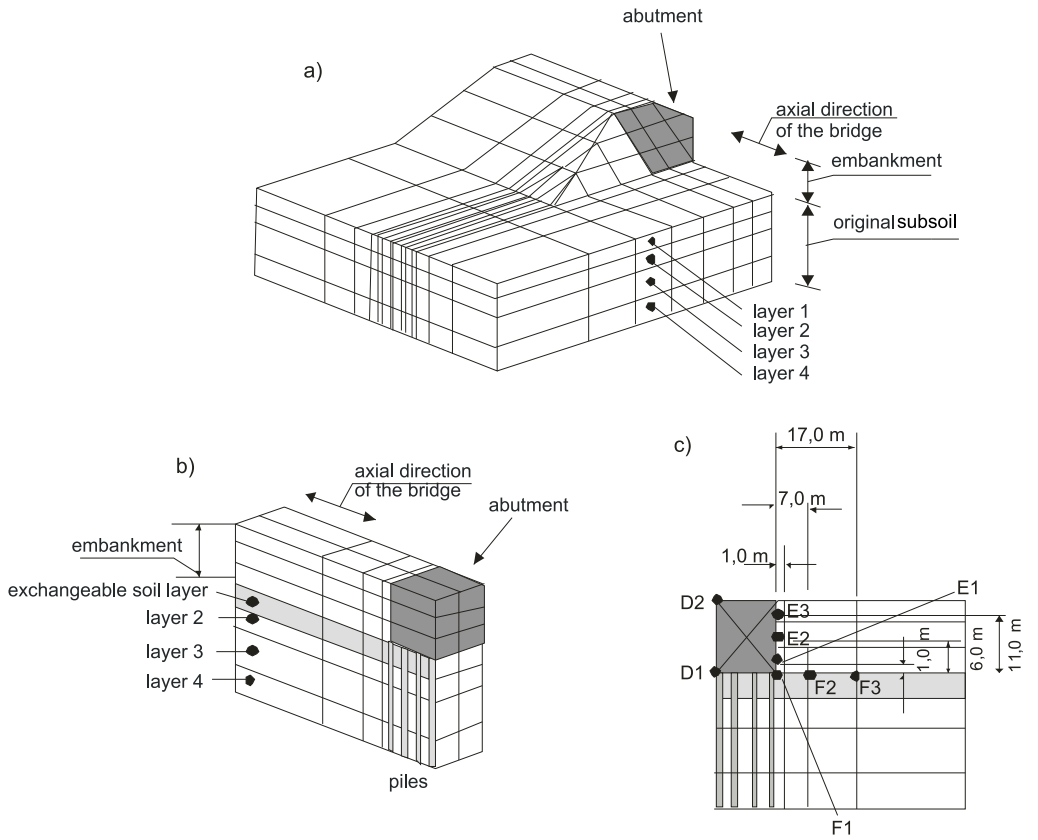 a)
abutment
axial direction
of the bridge
embankment
original subsoil
layer 1
layer 2
layer 3
layer 4
b)
axial direction
of the bridge
abutment
embankment
exchangeable soil layer
layer 2
layer 3
layer 4
piles
c)
17,0 m
7,0 m
1,0 m
E1
D2
E3
E2
1,0 m
6,0 m
11,0 m
D1
F2
F3
F1